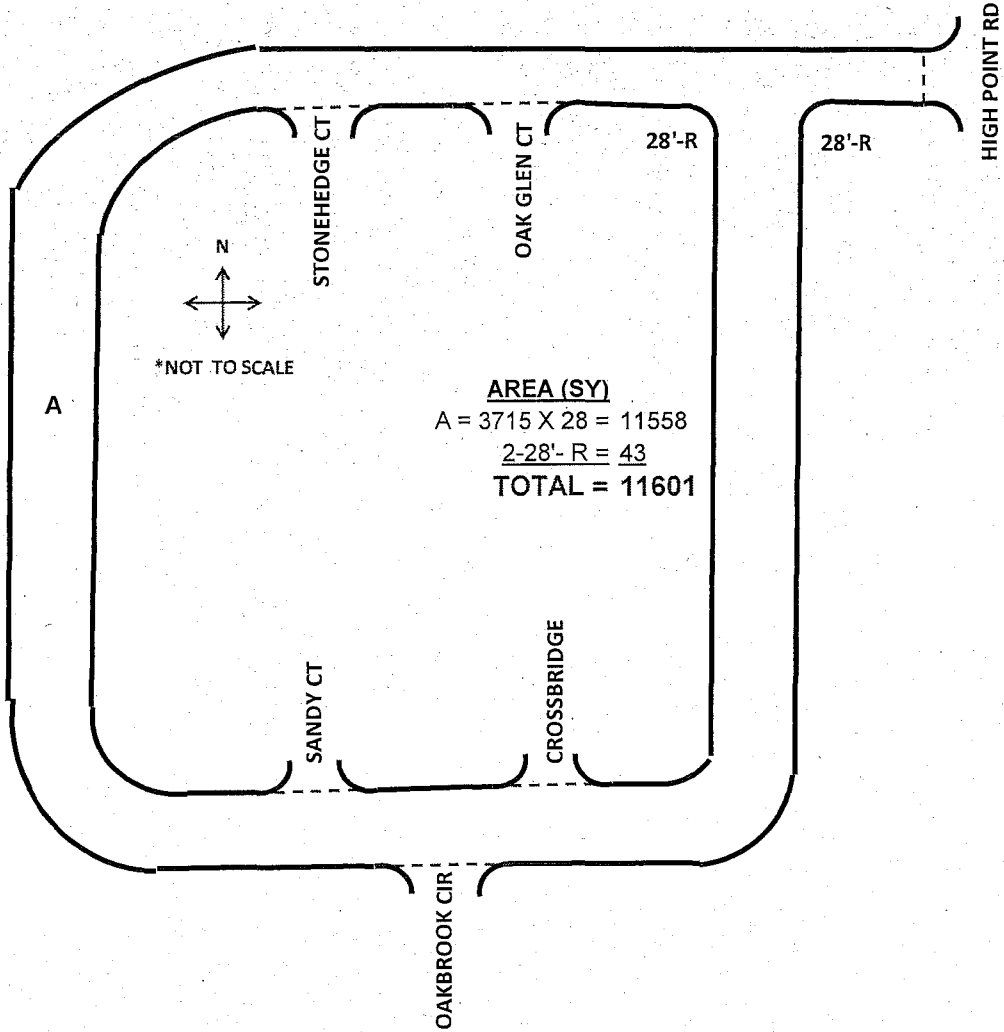 HIGH POINT RD
STONEHEDGE CT
OAK GLEN CT
28'-R
28'-R
N
*NOT TO SCALE
A
AREA (SY)
A = 3715 X 28 = 11558
2-28'- R = 43
TOTAL = 11601
SANDY CT
CROSSBRIDGE
OAKBROOK CIR